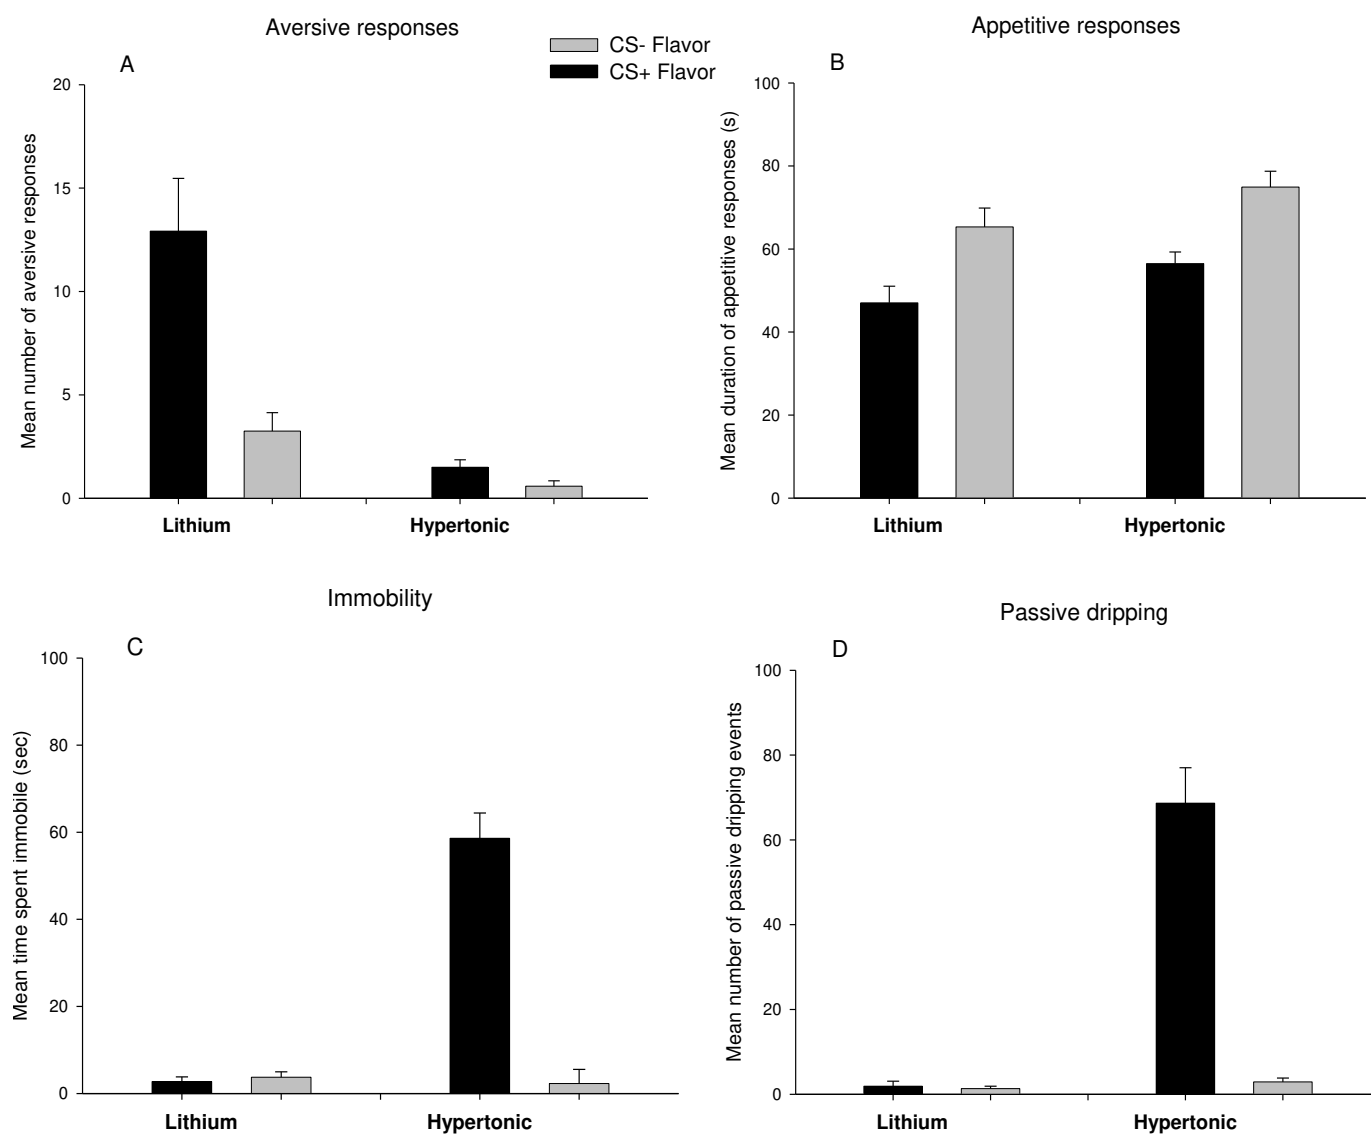 Aversive responses
CS- Flavor
CS+ Flavor
A
Mean number of aversive responses
20
15
10
5
0
Lithium
Hypertonic
Appetitive responses
B
Mean duration of appetitive responses (s)
100
80
60
40
20
0
Lithium
Hypertonic
Immobility
C
Mean time spent immobile (sec)
100
80
60
40
20
0
Lithium
Hypertonic
Passive dripping
D
Mean number of passive dripping events
100
80
60
40
20
0
Lithium
Hypertonic